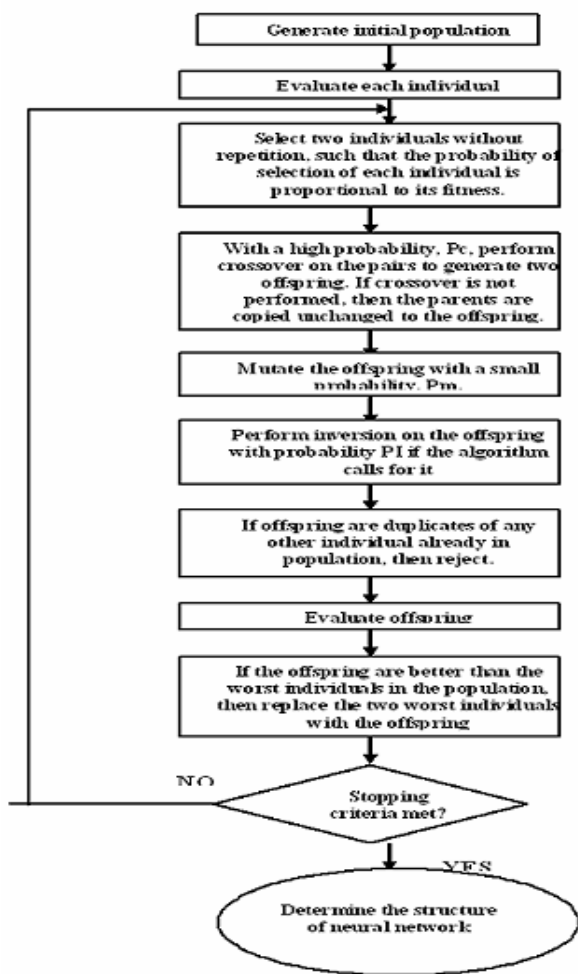 Generate initial population
Evaluate each individual
Select two individuals without
repetition, such that the probability of
selection of each individual is
proportional to its fitness.
With a high probability, Pc, perform
crossover on the pairs to generate two
offspring. If crossover is not
performed, then the parents are
copied unchanged to the offspring.
Mutate the offspring with a small
probability, Pm.
Perform inversion on the offspring
with probability PI if the algorithm
calls for it
If offspring are duplicates of any
other individual already in
population, then reject.
Evaluate offspring
If the offspring are better than the
worst individuals in the population,
then replace the two worst individuals
with the offspring
NO
Stopping
criteria met?
YES
Determine the structure
of neural network